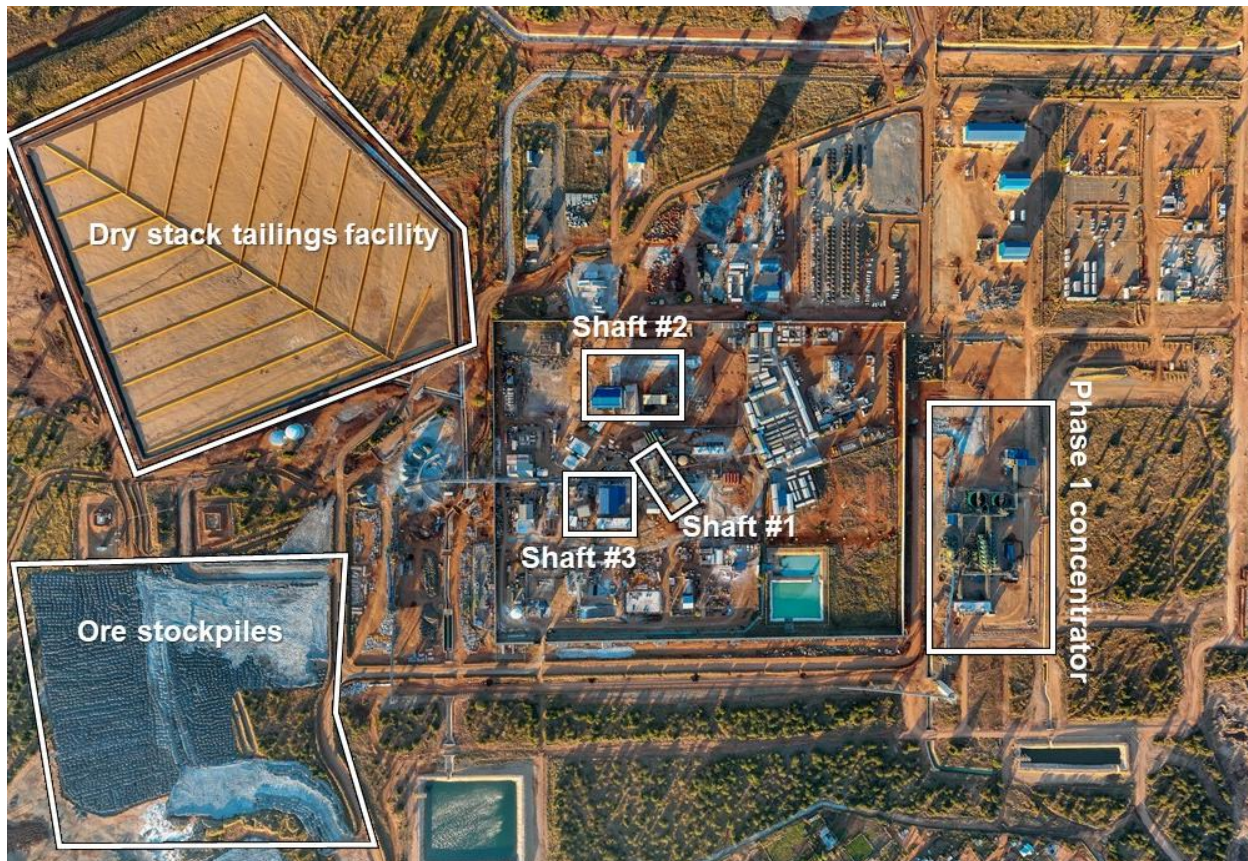 Dry stack tailings facility
Shaft #2
Phase 1 concentrator
Shaft #1
Shaft #3
Ore stockpiles